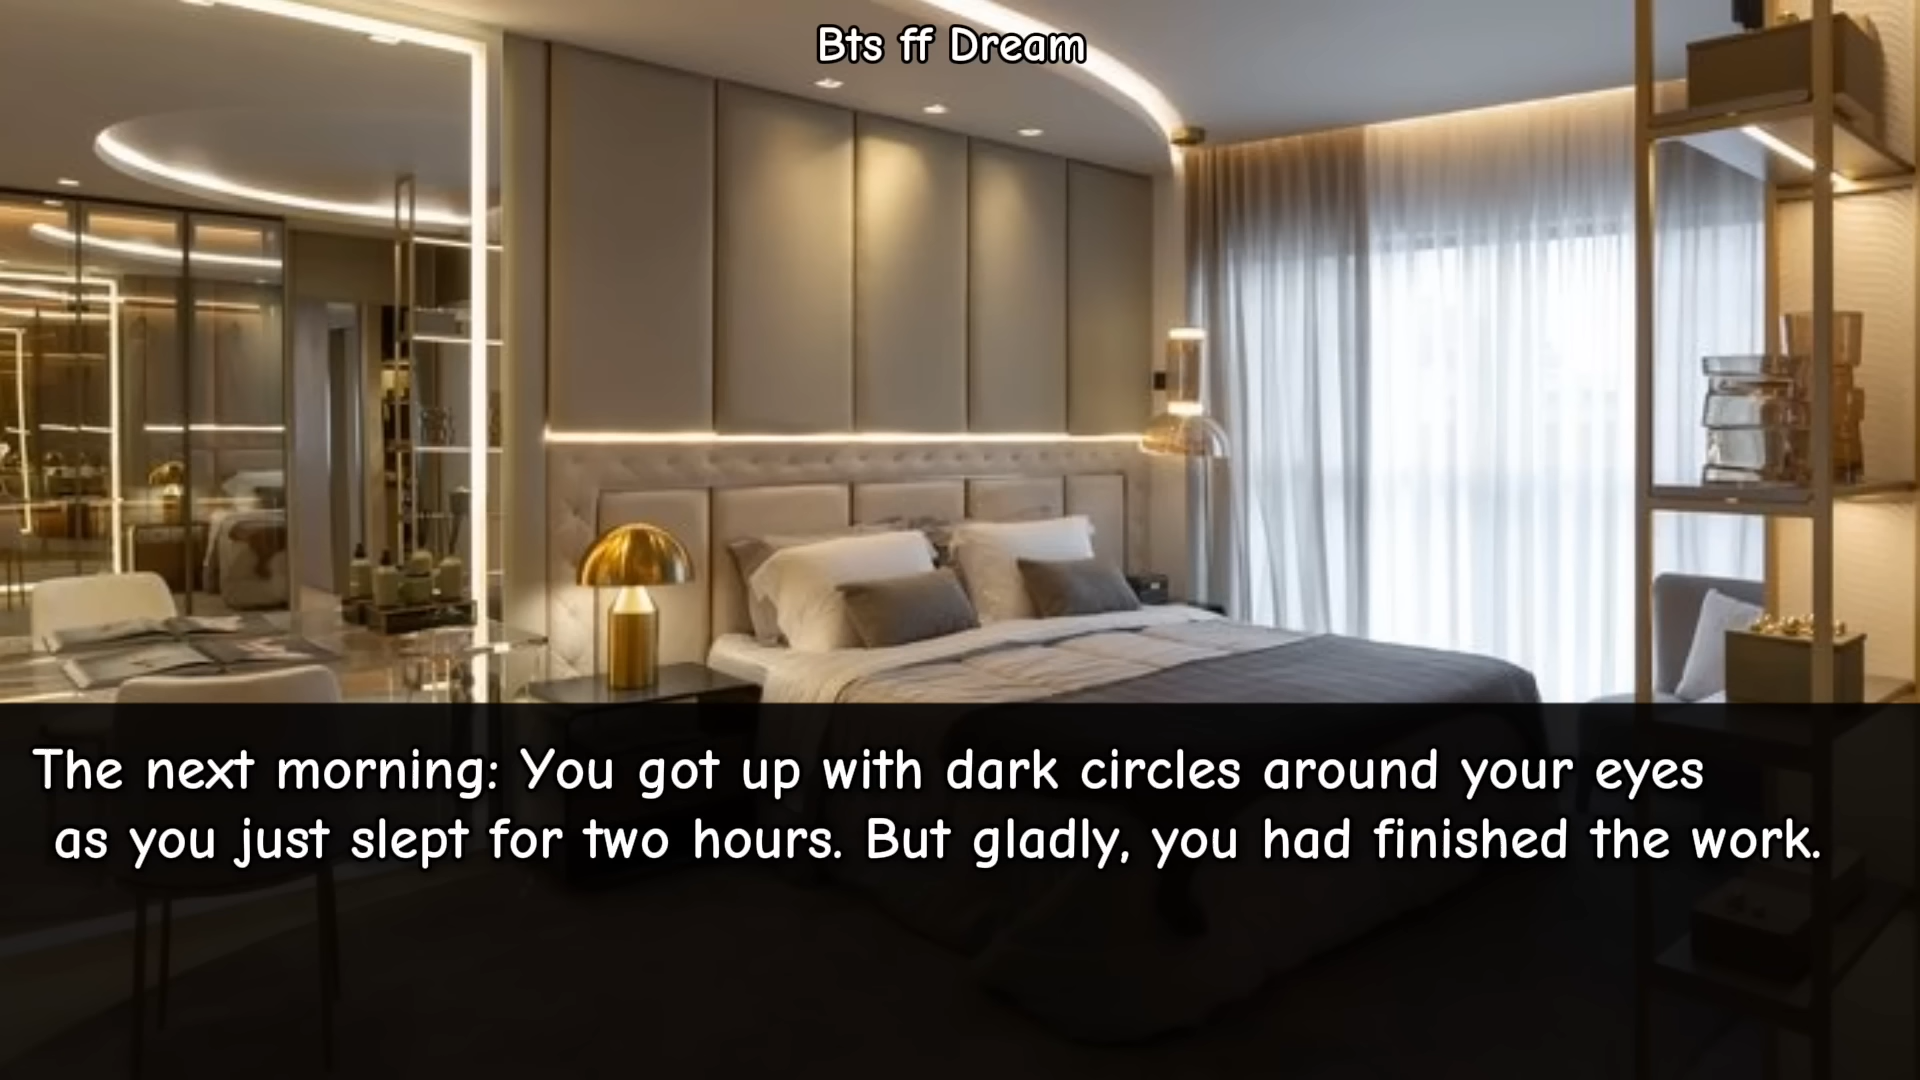 Bts ff Dream
The next morning: You got up with dark circles around your eyes
as you just slept for two hours. But gladly, you had finished the work.